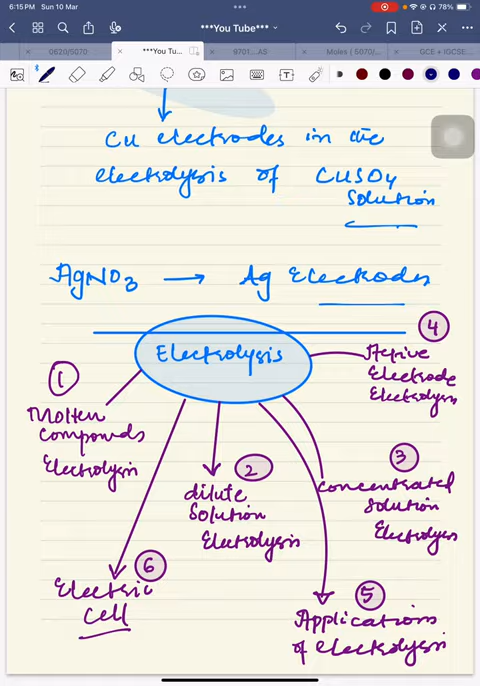 6:15 PM Sun 10 Mar
78%
***You Tube***
0620/5070
***You Tu...
9701...AS
Moles ( 5070/
GCE + IGCSE
Cu electrodes in the
electrolysis of CuSO4
Solution
AgNO3 → Ag Electrodes
Electrolysis
1
Molten
Compounds
Electrolysis
2
dilute
Solution
Electrolysis
3
Concentrated
Solution
Electrolysis
4
Active
Electrode
Electrolysis
5
Applications
of electrolysis
6
Electric
Cell